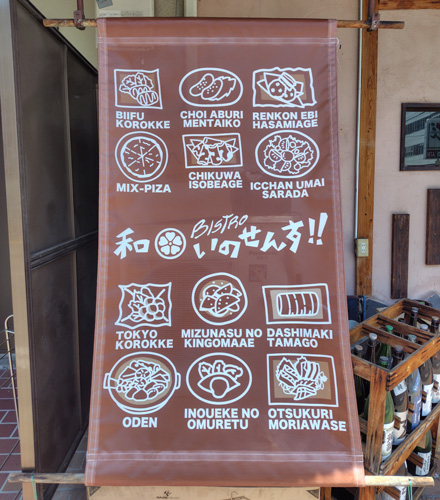 BIIFU
KOROKKE
CHOI ABURI
MENTAIKO
RENKON EBI
HASAMIAGE
MIX-PIZA
CHIKUWA
ISOBEAGE
ICCHAN UMAI
SARADA
BISTRO
和 いのせんす!!
TOKYO
KOROKKE
MIZUNASU NO
KINGOMAAE
DASHIMAKI
TAMAGO
ODEN
INOUEKE NO
OMURETU
OTSUKURI
MORIAWASE